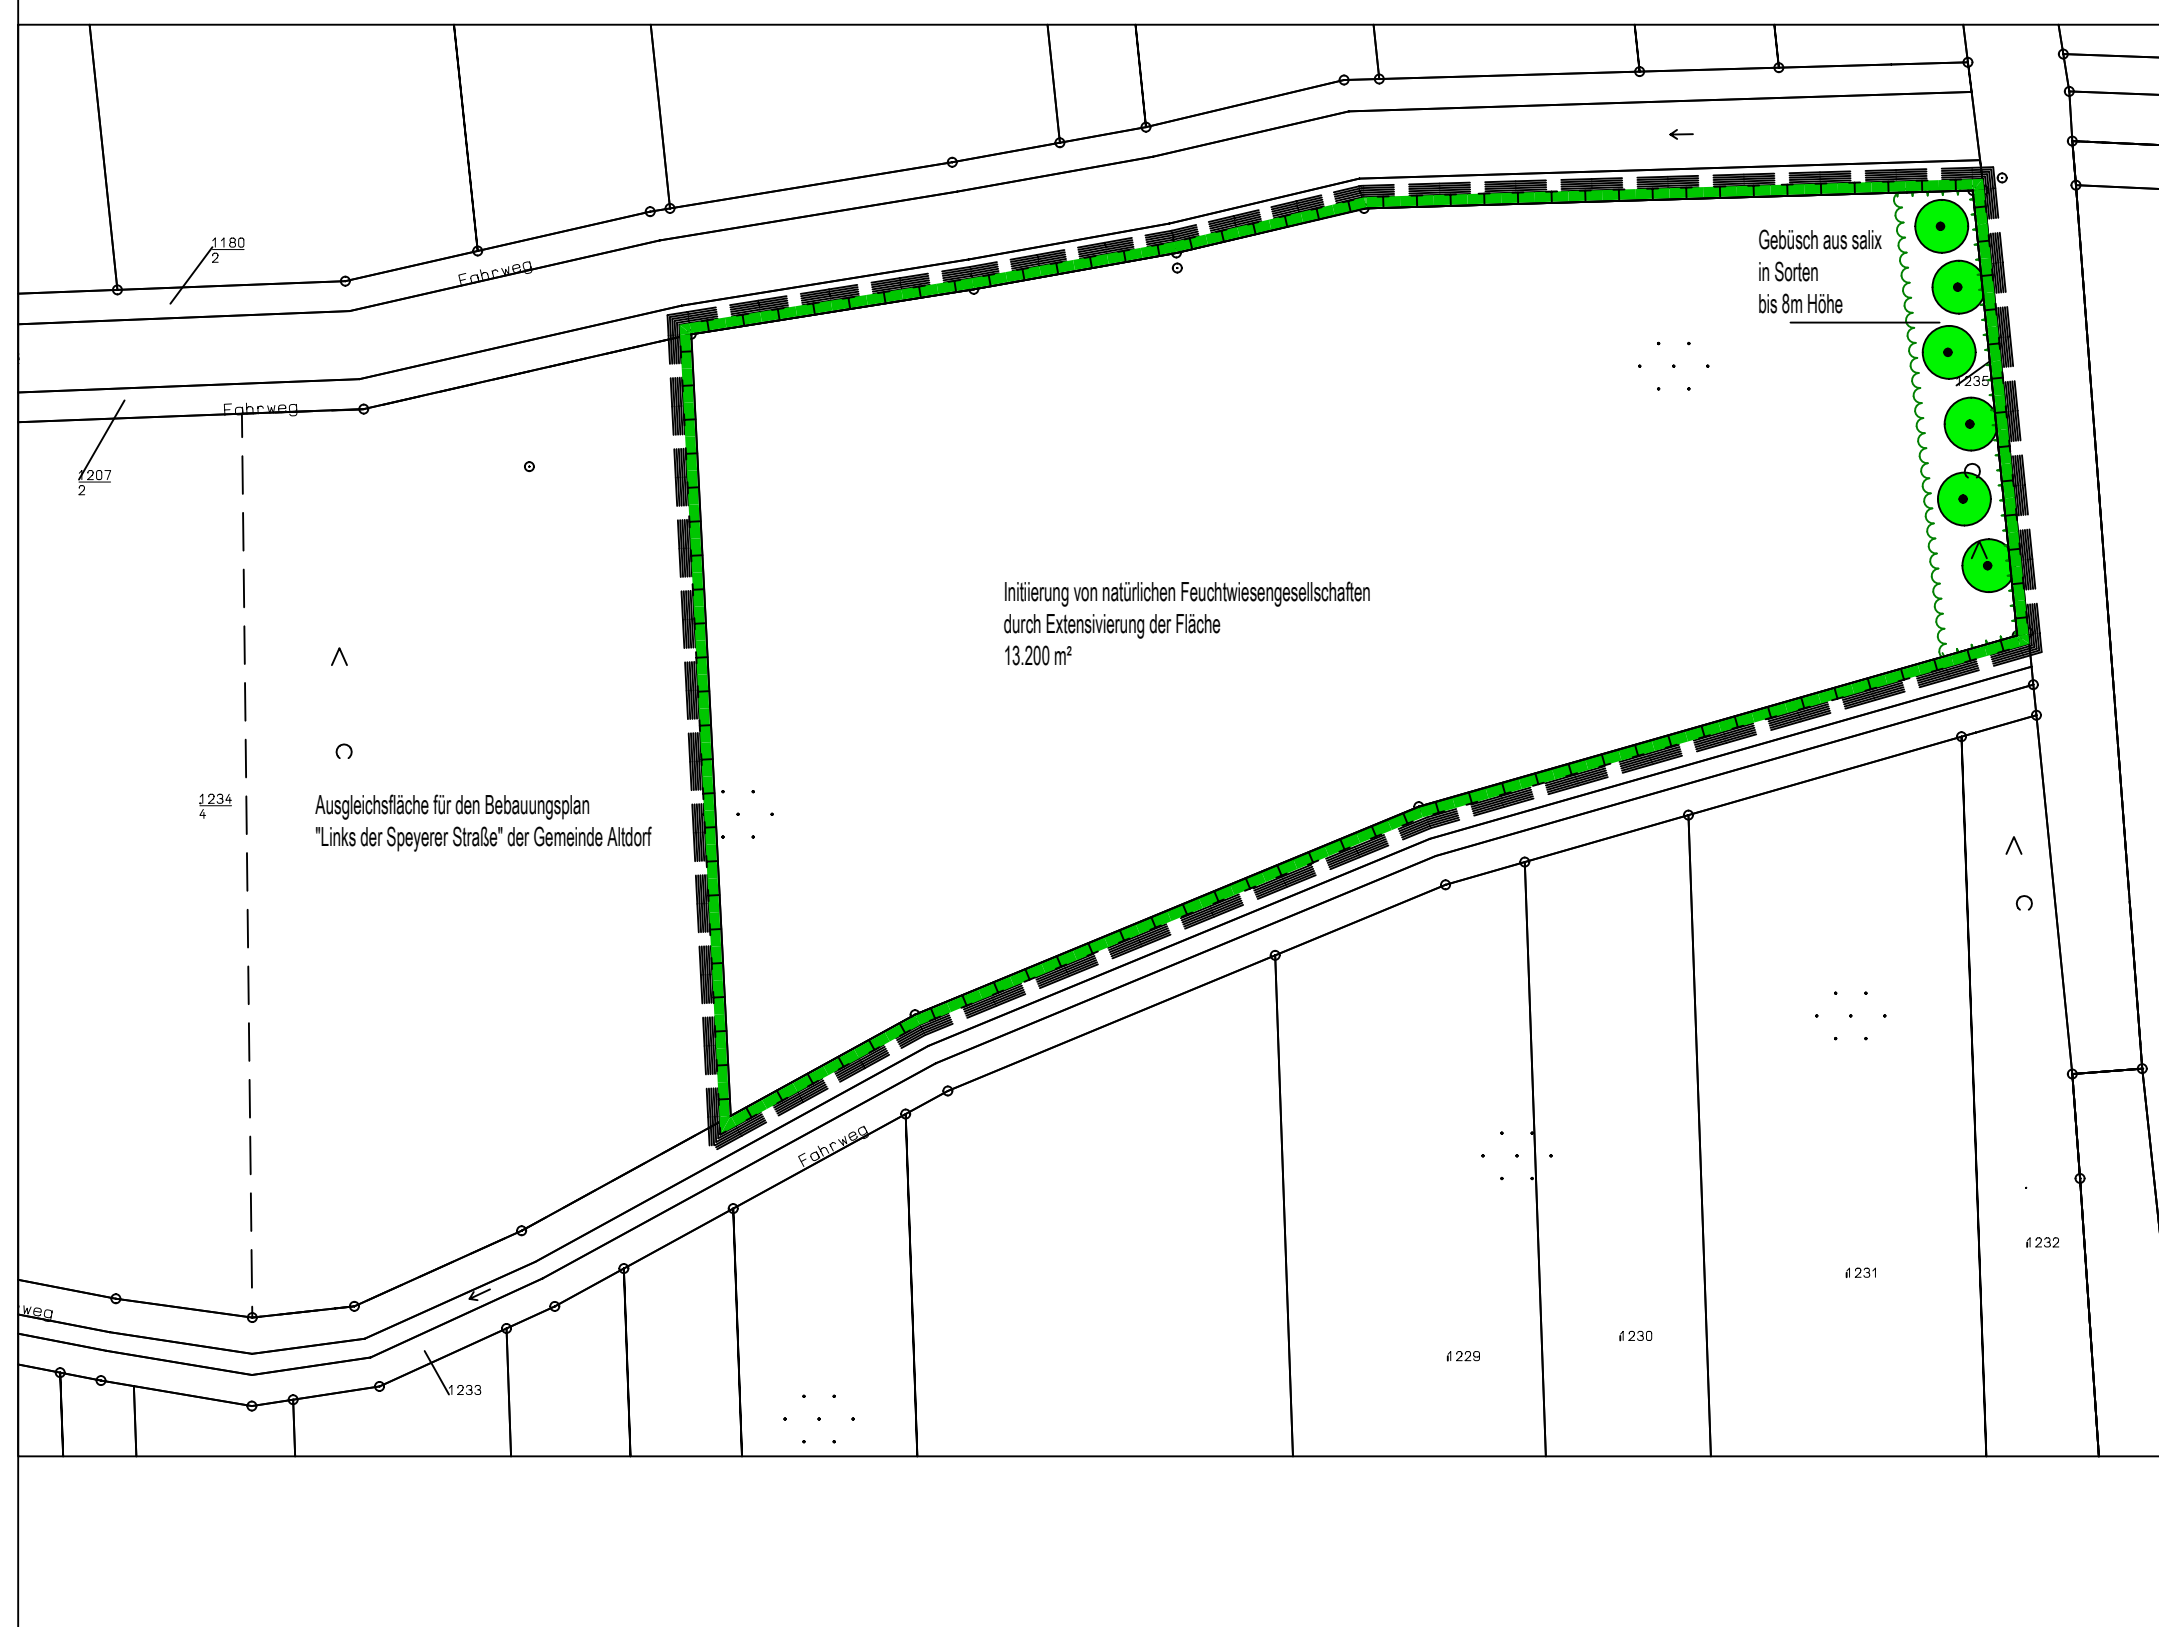 1180
2
Fahrweg
Gebüsch aus salix
in Sorten
bis 8m Höhe
1235
Fahrweg
1207
2
Initiierung von natürlichen Feuchtwiesengesellschaften
durch Extensivierung der Fläche
13.200 m²
1234
4
Ausgleichsfläche für den Bebauungsplan
"Links der Speyerer Straße" der Gemeinde Altdorf
Fahrweg
1232
1231
weg
1230
1229
1233